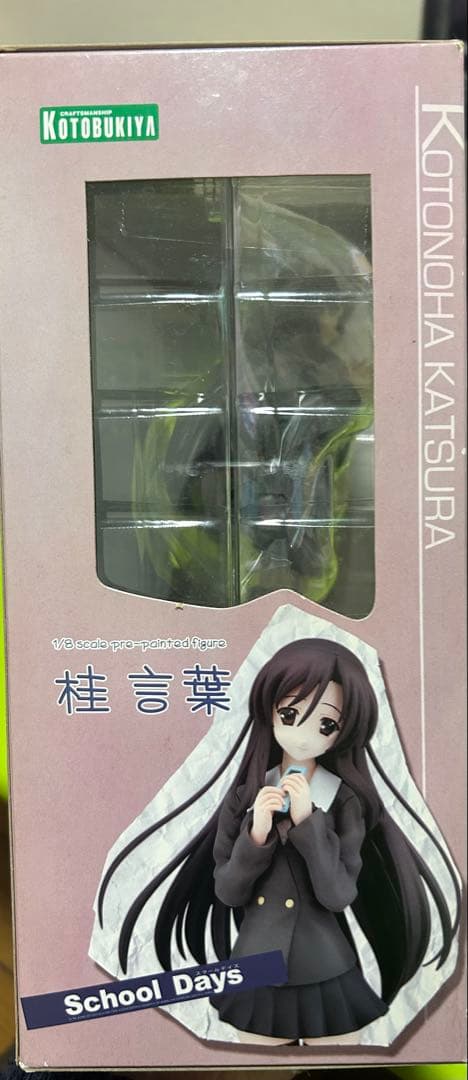 CRAFTSMANSHIP
KOTOBUKIYA
KOTONOHA KATSURA
1/8 scale pre-painted figure
桂 言葉
スクールデイズ
School Days